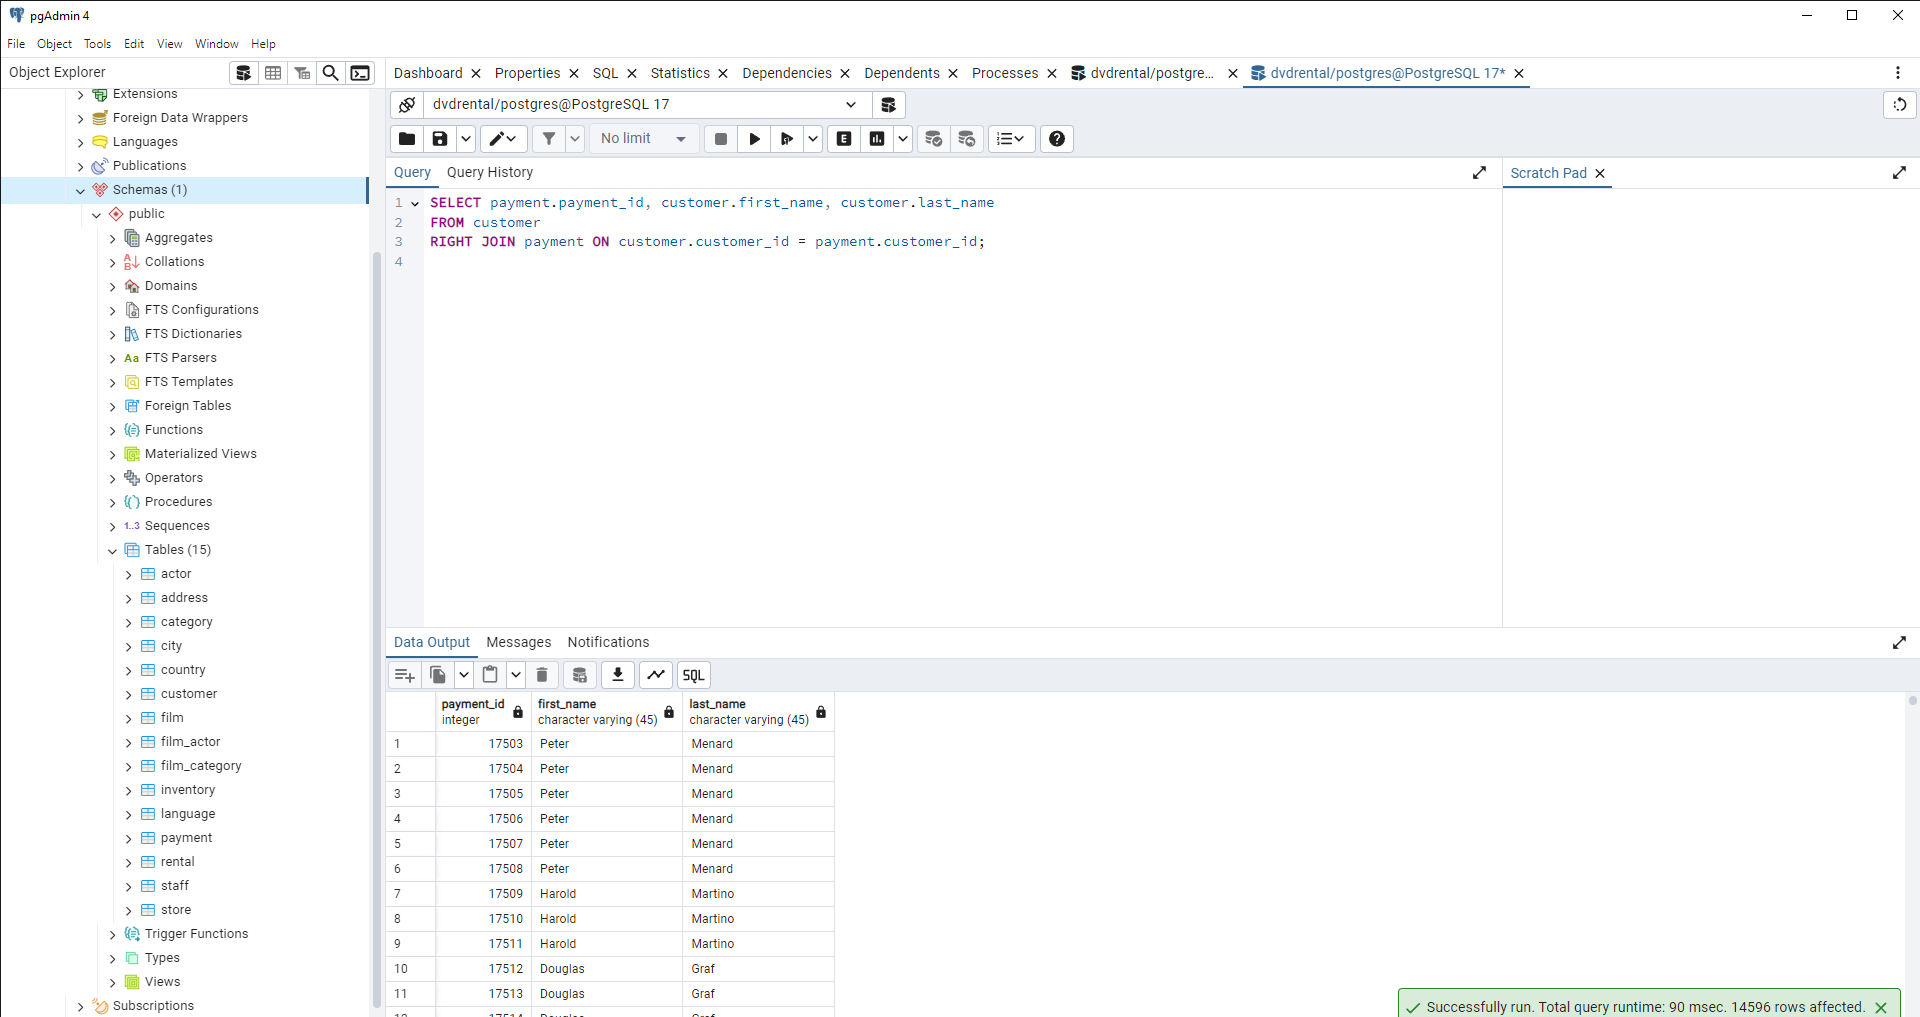 pgAdmin 4
File Object Tools Edit View Window Help
Object Explorer
Extensions
Foreign Data Wrappers
Languages
Publications
Schemas (1)
public
Aggregates
Collations
Domains
FTS Configurations
FTS Dictionaries
Aa FTS Parsers
FTS Templates
Foreign Tables
Functions
Materialized Views
Operators
Procedures
1..3 Sequences
Tables (15)
actor
address
category
city
country
customer
film
film_actor
film_category
inventory
language
payment
rental
staff
store
Trigger Functions
Types
Views
Subscriptions
Dashboard Properties SQL Statistics Dependencies Dependents Processes dvdrental/postgre... dvdrental/postgres@PostgreSQL 17*
dvdrental/postgres@PostgreSQL 17
No limit E
Query Query History
1 SELECT payment.payment_id, customer.first_name, customer.last_name
2 FROM customer
3 RIGHT JOIN payment ON customer.customer_id = payment.customer_id;
4
Scratch Pad
Data Output Messages Notifications
SQL
payment_id first_name last_name
integer character varying (45) character varying (45)
1 17503 Peter Menard
2 17504 Peter Menard
3 17505 Peter Menard
4 17506 Peter Menard
5 17507 Peter Menard
6 17508 Peter Menard
7 17509 Harold Martino
8 17510 Harold Martino
9 17511 Harold Martino
10 17512 Douglas Graf
11 17513 Douglas Graf
12 17514 Douglas Graf
Successfully run. Total query runtime: 90 msec. 14596 rows affected.